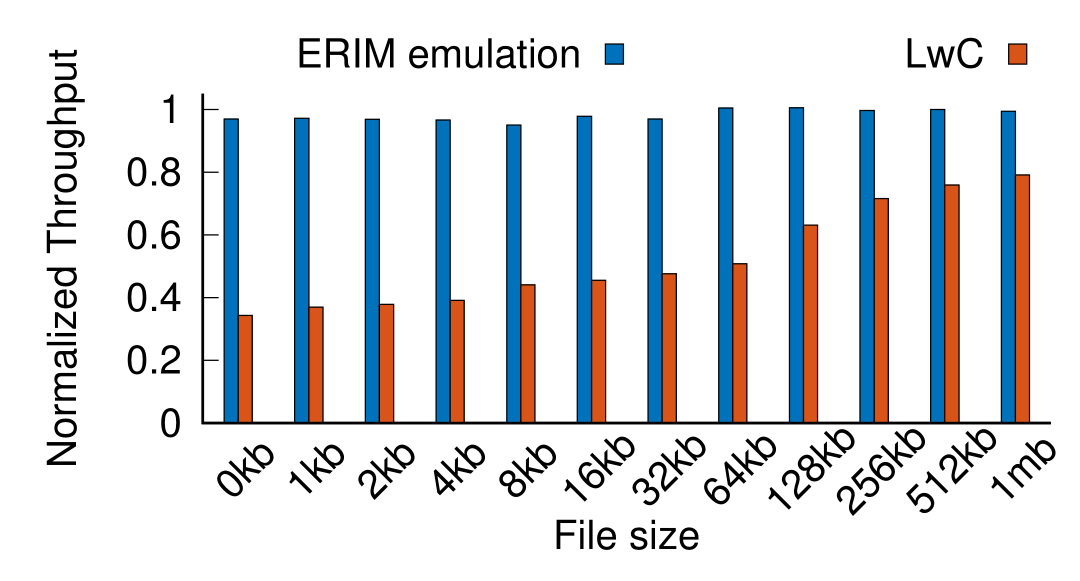 ERIM emulation
LwC
Normalized Throughput
1
0.8
0.6
0.4
0.2
0
0kb
1kb
2kb
4kb
8kb
16kb
32kb
64kb
128kb
256kb
512kb
1mb
File size